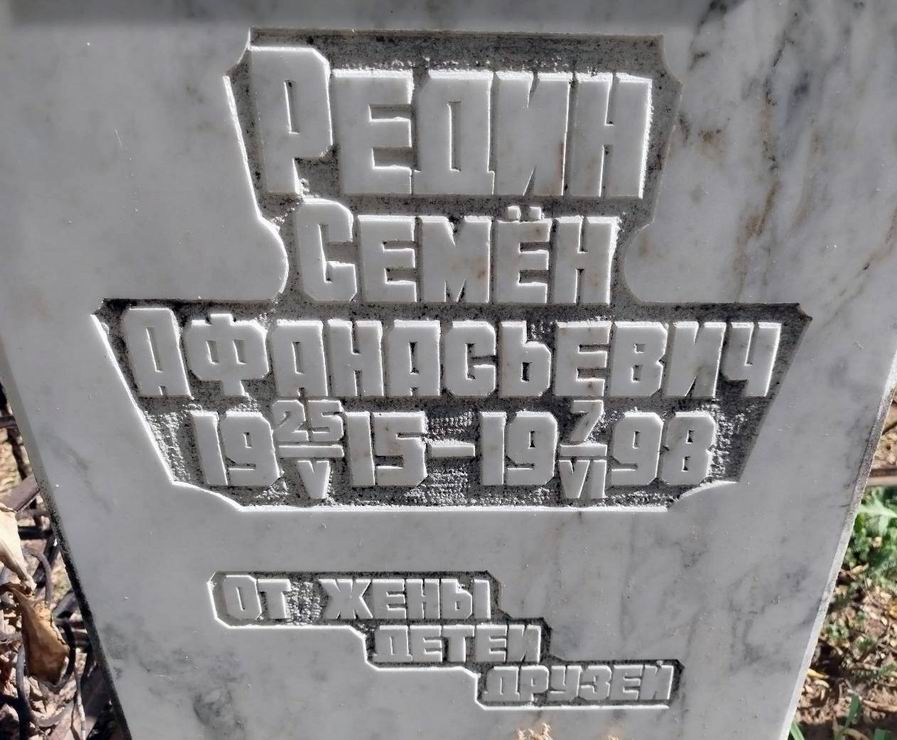 Редин
Семён
Афанасьевич
19 25/V 15-19 7/VI 98
От жены
детей
друзей